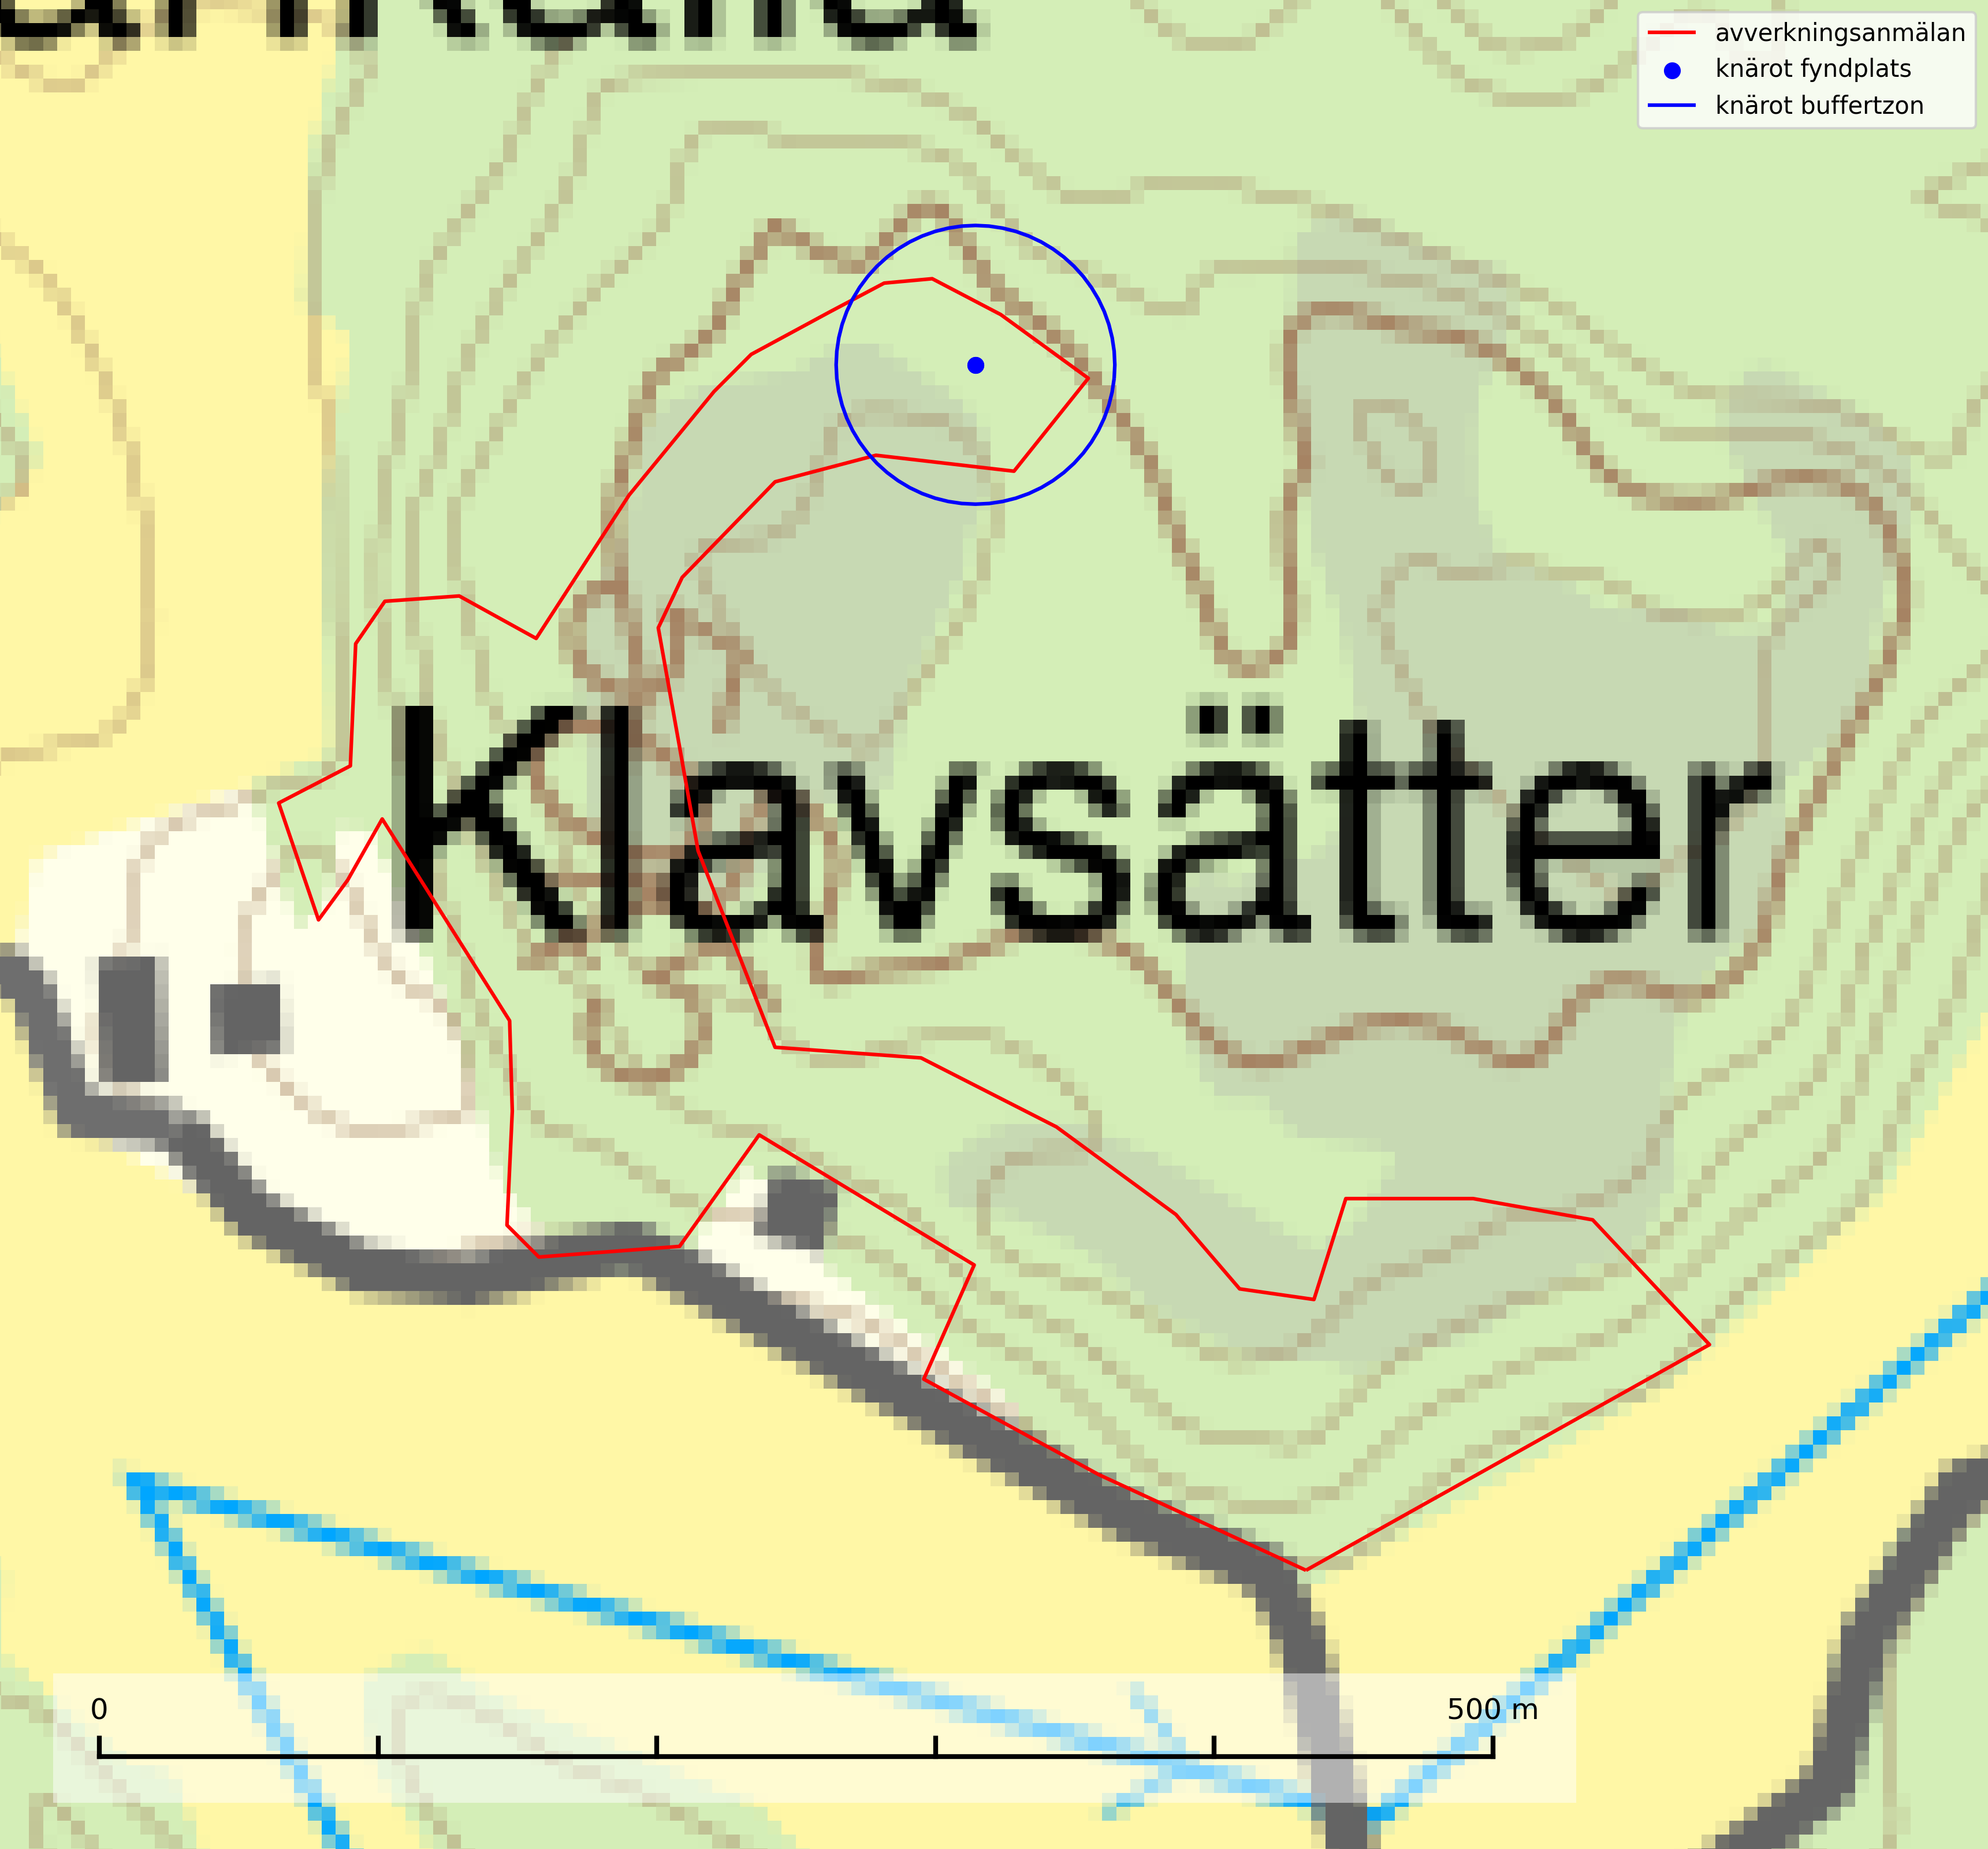 avverkningsanmälan
knärot fyndplats
knärot buffertzon
Klavsätter
0 500 m